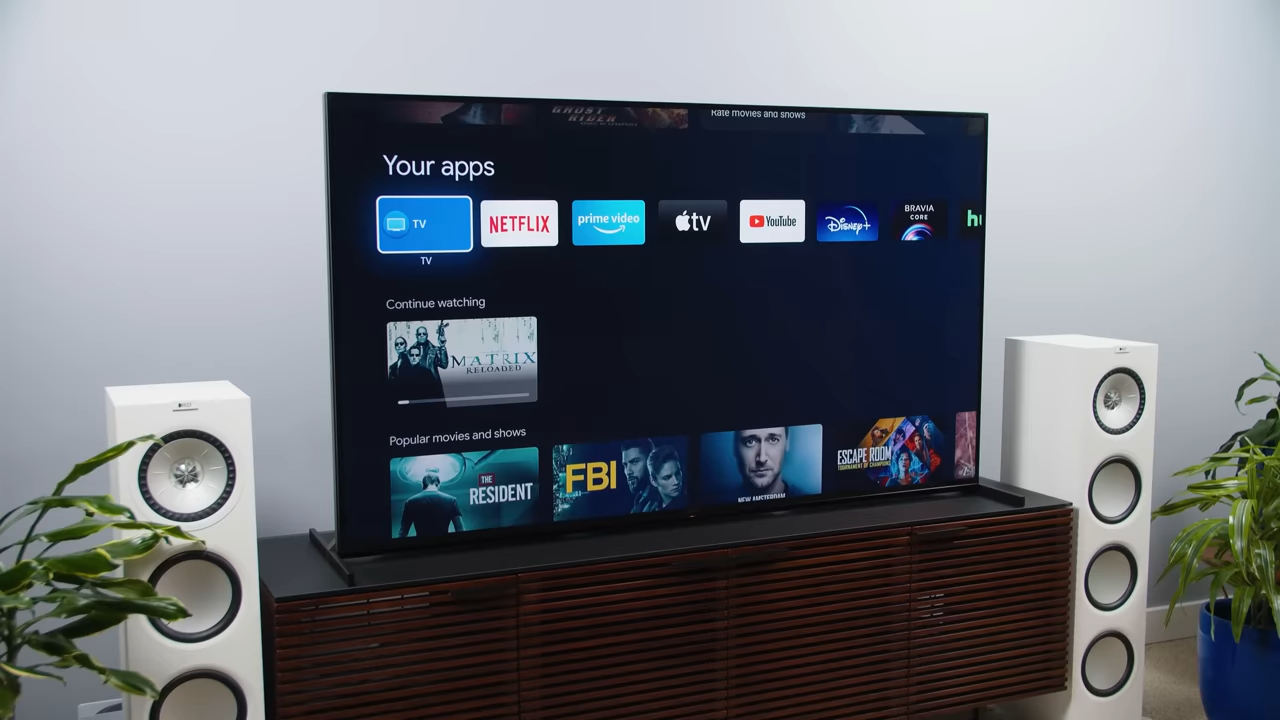 GHOST
RIDER
Rate movies and shows
Your apps
TV
NETFLIX
prime video
tv
YouTube
Disney+
BRAVIA
CORE
TV
Continue watching
MATRIX
RELOADED
Popular movies and shows
THE
RESIDENT
FBI
NEW AMSTERDAM
ESCAPE ROOM
TOURNAMENT OF CHAMPIONS
KEF